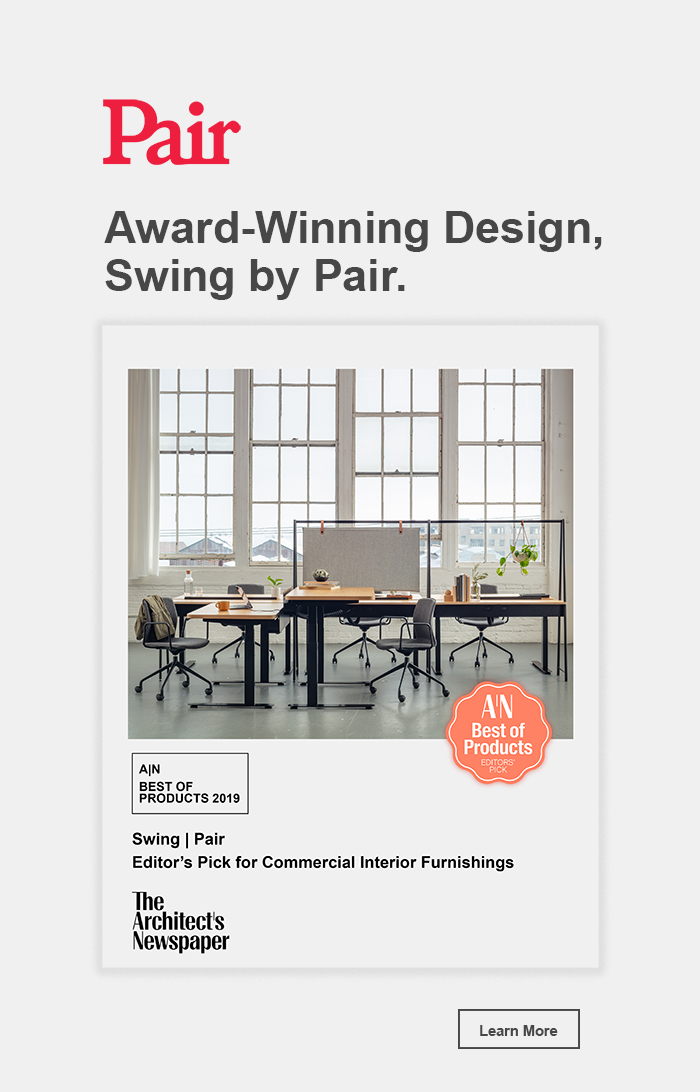 Pair
Award-Winning Design,
Swing by Pair.
A|N
Best of
Products
EDITORS'
PICK
A|N
BEST OF
PRODUCTS 2019
Swing | Pair
Editor’s Pick for Commercial Interior Furnishings
The
Architect's
Newspaper
Learn More